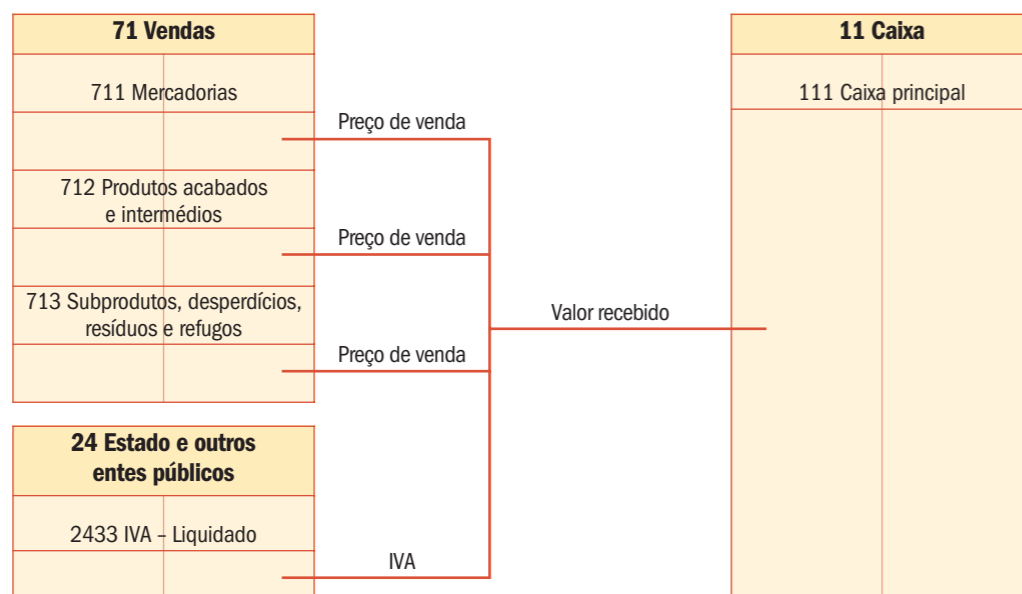 71 Vendas
711 Mercadorias
Preço de venda
712 Produtos acabados
e intermédios
Preço de venda
713 Subprodutos, desperdícios,
resíduos e refugos
Preço de venda
24 Estado e outros
entes públicos
2433 IVA – Liquidado
IVA
Valor recebido
11 Caixa
111 Caixa principal